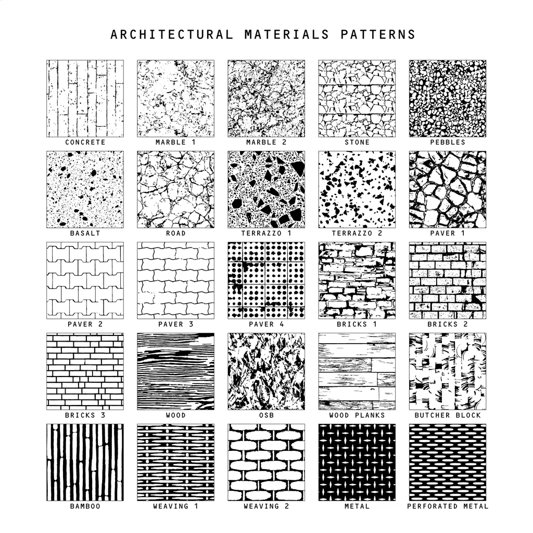 ARCHITECTURAL MATERIALS PATTERNS
CONCRETE MARBLE 1 MARBLE 2 STONE PEBBLES
BASALT ROAD TERRAZZO 1 TERRAZZO 2 PAVER 1
PAVER 2 PAVER 3 PAVER 4 BRICKS 1 BRICKS 2
BRICKS 3 WOOD OSB WOOD PLANKS BUTCHER BLOCK
BAMBOO WEAVING 1 WEAVING 2 METAL PERFORATED METAL